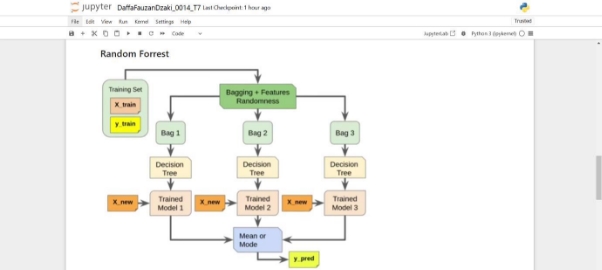 jupyter DaffaFauzanDzaki_0014_T7 Last Checkpoint: 1 hour ago
File Edit View Run Kernel Settings Help
Trusted
Code
JupyterLab
Python 3 (ipykernel)
Random Forrest
Training Set
X_train
y_train
Bagging + Features
Randomness
Bag 1
Bag 2
Bag 3
Decision
Tree
Decision
Tree
Decision
Tree
X_new
Trained
Model 1
X_new
Trained
Model 2
X_new
Trained
Model 3
Mean or
Mode
y_pred